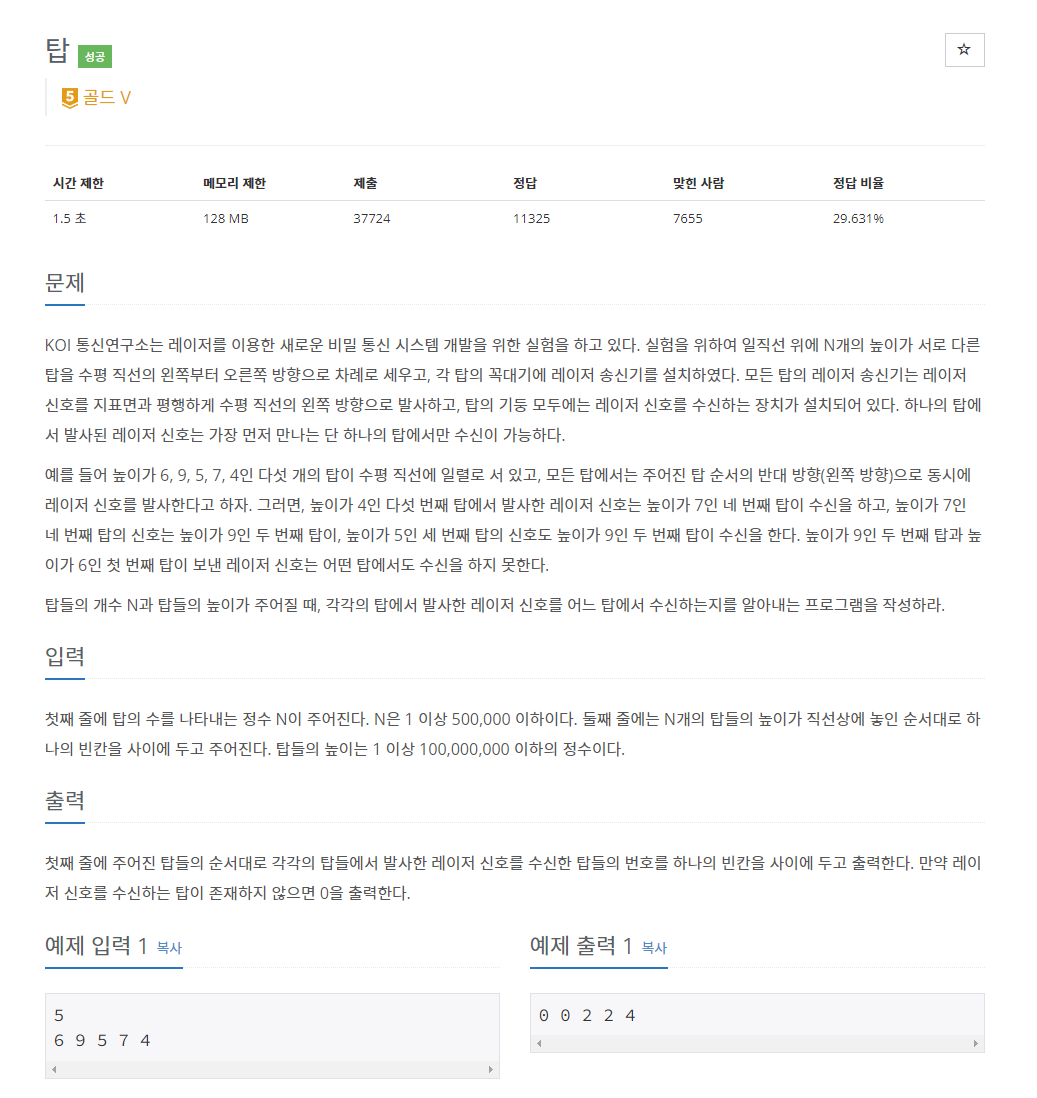 탑 성공
☆
5 골드 V
시간 제한 메모리 제한 제출 정답 맞힌 사람 정답 비율
1.5 초 128 MB 37724 11325 7655 29.631%
문제
KOI 통신연구소는 레이저를 이용한 새로운 비밀 통신 시스템 개발을 위한 실험을 하고 있다. 실험을 위하여 일직선 위에 N개의 높이가 서로 다른
탑을 수평 직선의 왼쪽부터 오른쪽 방향으로 차례로 세우고, 각 탑의 꼭대기에 레이저 송신기를 설치하였다. 모든 탑의 레이저 송신기는 레이저
신호를 지표면과 평행하게 수평 직선의 왼쪽 방향으로 발사하고, 탑의 기둥 모두에는 레이저 신호를 수신하는 장치가 설치되어 있다. 하나의 탑에
서 발사된 레이저 신호는 가장 먼저 만나는 단 하나의 탑에서만 수신이 가능하다.
예를 들어 높이가 6, 9, 5, 7, 4인 다섯 개의 탑이 수평 직선에 일렬로 서 있고, 모든 탑에서는 주어진 탑 순서의 반대 방향(왼쪽 방향)으로 동시에
레이저 신호를 발사한다고 하자. 그러면, 높이가 4인 다섯 번째 탑에서 발사한 레이저 신호는 높이가 7인 네 번째 탑이 수신을 하고, 높이가 7인
네 번째 탑의 신호는 높이가 9인 두 번째 탑이, 높이가 5인 세 번째 탑의 신호도 높이가 9인 두 번째 탑이 수신을 한다. 높이가 9인 두 번째 탑과 높
이가 6인 첫 번째 탑이 보낸 레이저 신호는 어떤 탑에서도 수신을 하지 못한다.
탑들의 개수 N과 탑들의 높이가 주어질 때, 각각의 탑에서 발사한 레이저 신호를 어느 탑에서 수신하는지를 알아내는 프로그램을 작성하라.
입력
첫째 줄에 탑의 수를 나타내는 정수 N이 주어진다. N은 1 이상 500,000 이하이다. 둘째 줄에는 N개의 탑들의 높이가 직선상에 놓인 순서대로 하
나의 빈칸을 사이에 두고 주어진다. 탑들의 높이는 1 이상 100,000,000 이하의 정수이다.
출력
첫째 줄에 주어진 탑들의 순서대로 각각의 탑들에서 발사한 레이저 신호를 수신한 탑들의 번호를 하나의 빈칸을 사이에 두고 출력한다. 만약 레이
저 신호를 수신하는 탑이 존재하지 않으면 0을 출력한다.
예제 입력 1 복사
5
6 9 5 7 4
예제 출력 1 복사
0 0 2 2 4